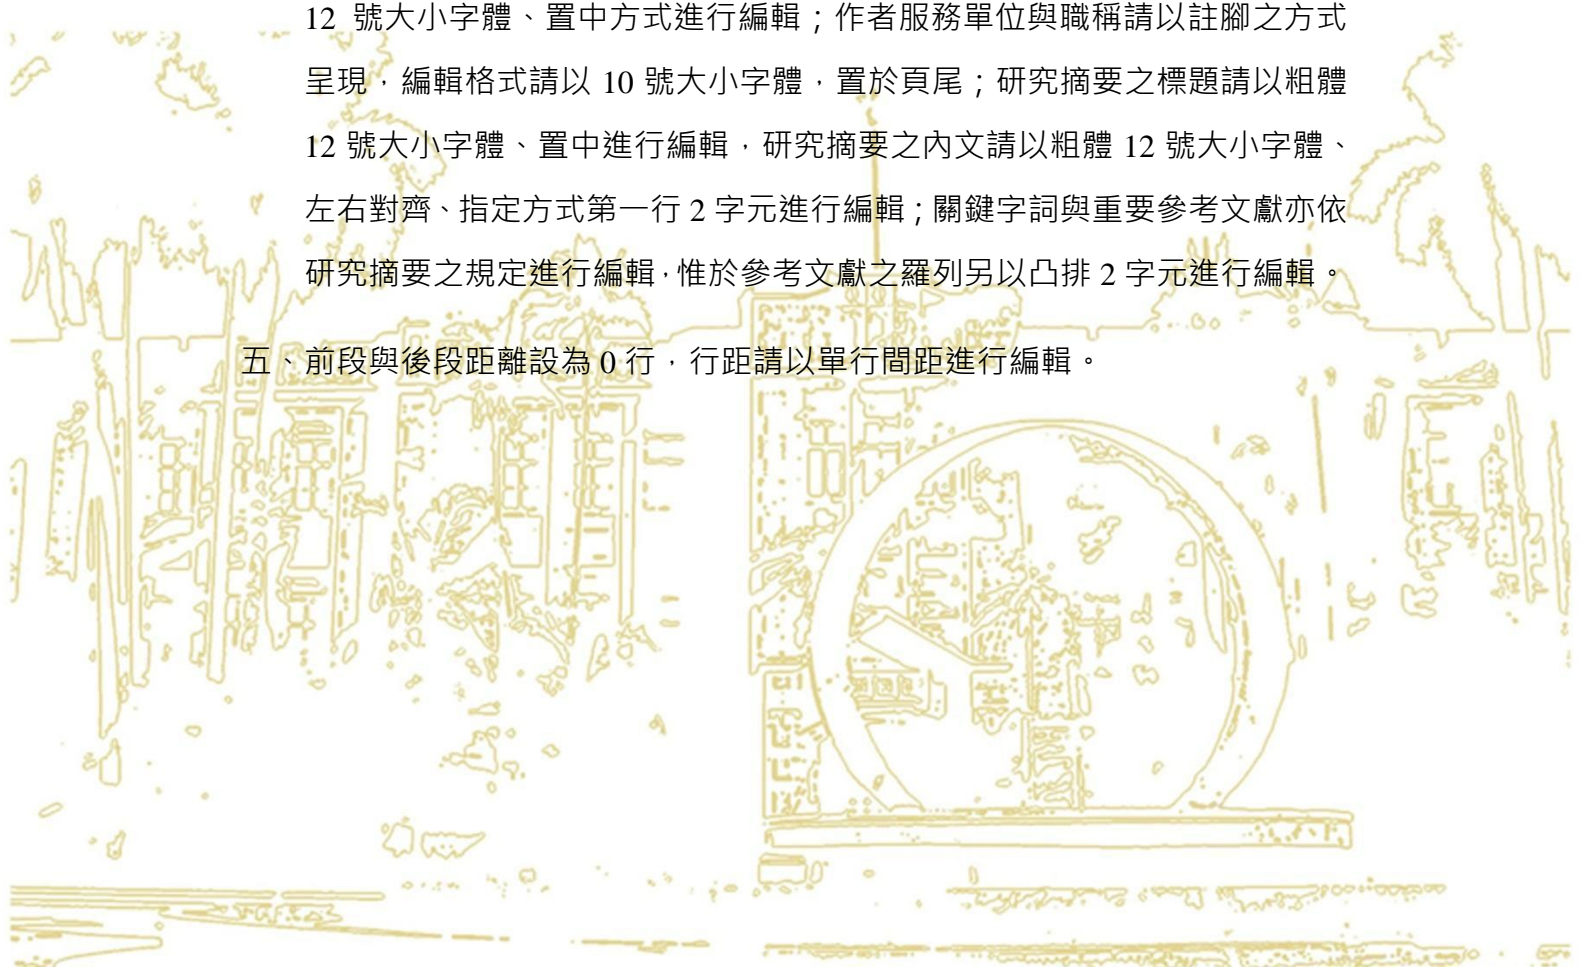 12 號大小字體、置中方式進行編輯；作者服務單位與職稱請以註腳之方式
呈現，編輯格式請以 10 號大小字體，置於頁尾；研究摘要之標題請以粗體
12 號大小字體、置中進行編輯，研究摘要之內文請以粗體 12 號大小字體、
左右對齊、指定方式第一行 2 字元進行編輯；關鍵字詞與重要參考文獻亦依
研究摘要之規定進行編輯，惟於參考文獻之羅列另以凸排 2 字元進行編輯。
五、前段與後段距離設為 0 行，行距請以單行間距進行編輯。